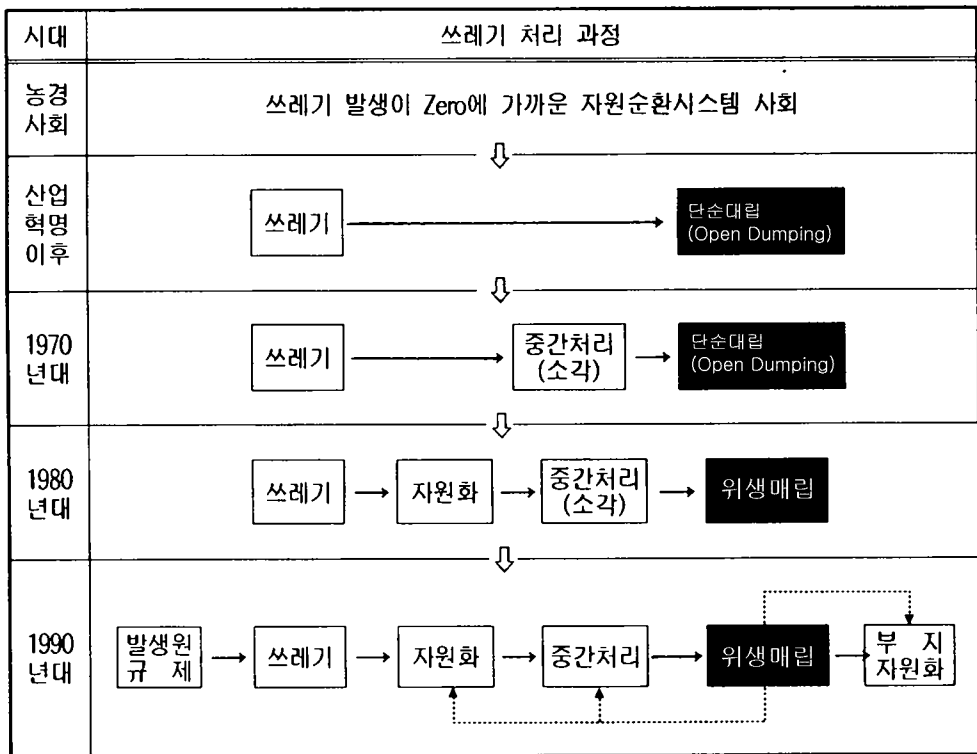 시대
쓰레기 처리 과정
농경
사회
쓰레기 발생이 Zero에 가까운 자원순환시스템 사회
산업
혁명
이후
쓰레기
단순대립
(Open Dumping)
1970
년대
쓰레기
중간처리
(소각)
단순대립
(Open Dumping)
1980
년대
쓰레기
자원화
중간처리
(소각)
위생매립
1990
년대
발생원
규 제
쓰레기
자원화
중간처리
위생매립
부 지
자원화